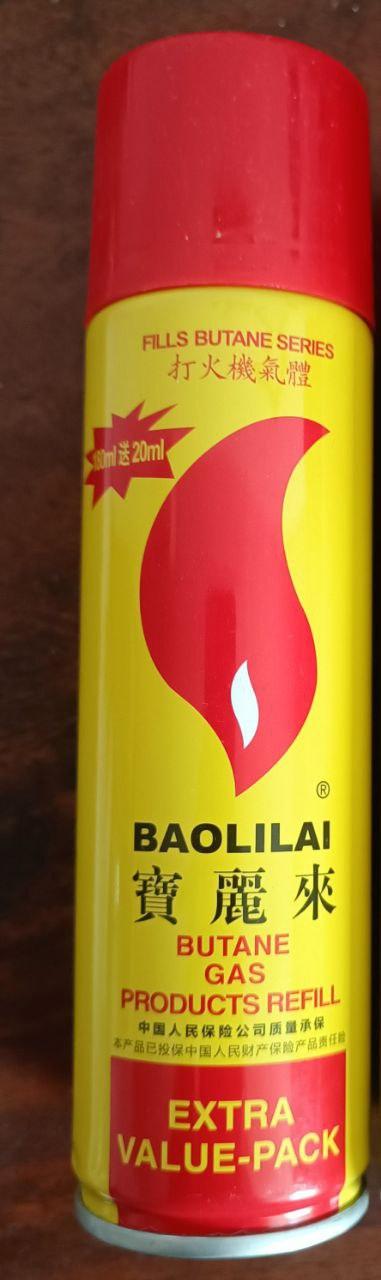 FILLS BUTANE SERIES
打火機氣體
送20ml
®
BAOLILAI
寶麗來
BUTANE
GAS
PRODUCTS REFILL
中国人民保险公司质量承保
本产品已投保中国人民财产保险产品责任险
EXTRA
VALUE-PACK